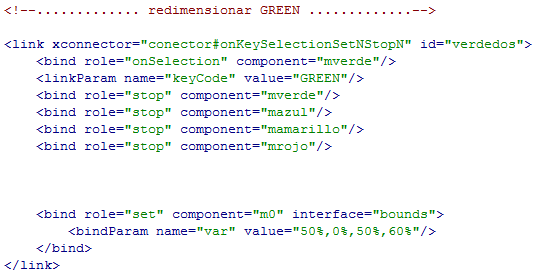 <!--............. redimensionar GREEN .............-->
<link xconnector="conector#onKeySelectionSetNStopN" id="verdedos">
<bind role="onSelection" component="mverde"/>
<linkParam name="keyCode" value="GREEN"/>
<bind role="stop" component="mverde"/>
<bind role="stop" component="mazul"/>
<bind role="stop" component="mamarillo"/>
<bind role="stop" component="mrojo"/>
<bind role="set" component="m0" interface="bounds">
<bindParam name="var" value="50%,0%,50%,60%"/>
</bind>
</link>